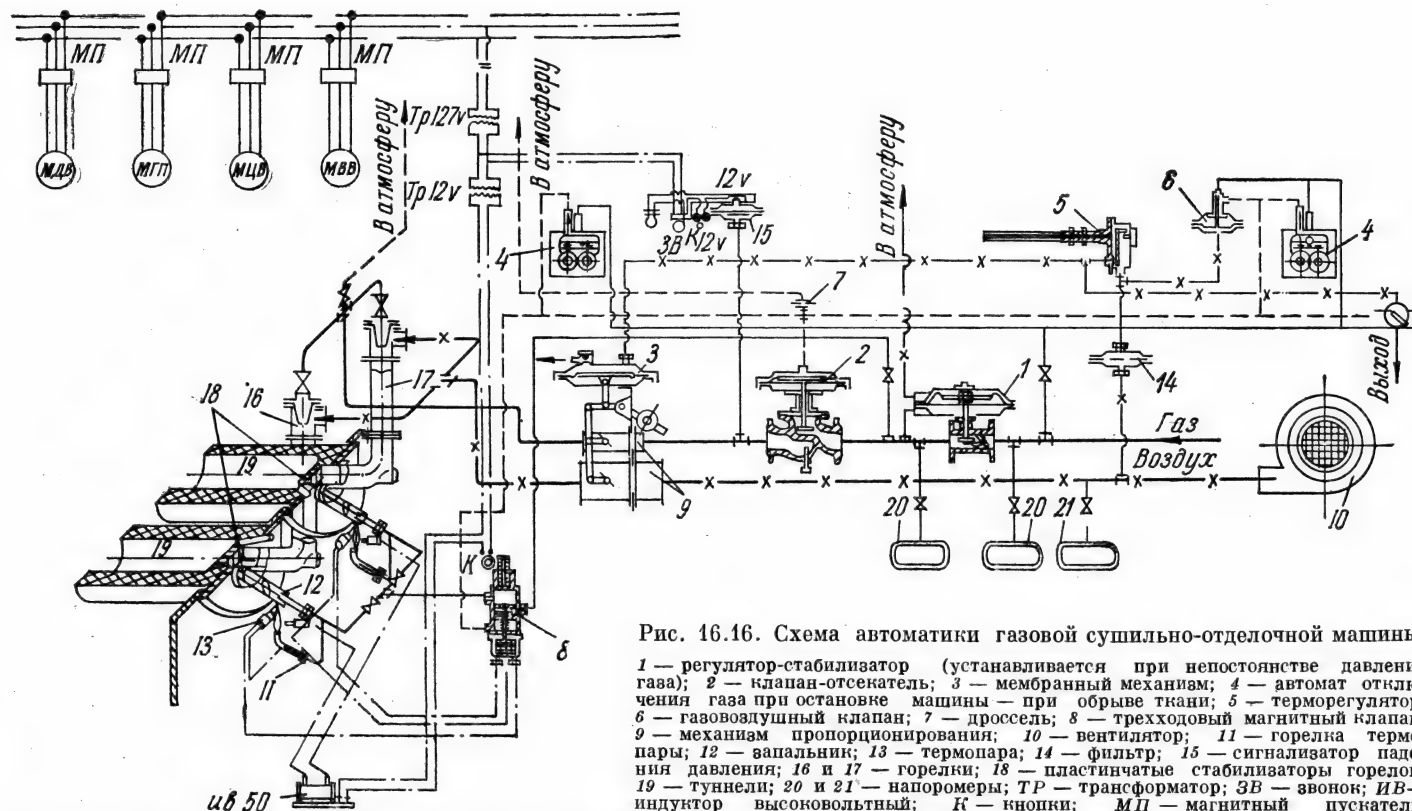 МП МП МП МП
МДВ МГП МЦВ МВВ
В атмосферу
Тр127v
Тр12v
В атмосферу
12v
ЗВ К 12v
15
4
В атмосферу
5
6
4
7
3
2
1
14
Выход
Газ
Воздух
16
17
18
19
19
9
20
20
21
10
К
8
12
13
11
ив 50
Рис. 16.16. Схема автоматики газовой сушильно-отделочной машины
1 — регулятор-стабилизатор (устанавливается при непостоянстве давлени
газа); 2 — клапан-отсекатель; 3 — мембранный механизм; 4 — автомат отклю
чения газа при остановке машины — при обрыве ткани; 5 — терморегулятор
6 — газовоздушный клапан; 7 — дроссель; 8 — трехходовый магнитный клапан
9 — механизм пропорционирования; 10 — вентилятор; 11 — горелка термо
пары; 12 — запальник; 13 — термопара; 14 — фильтр; 15 — сигнализатор паде
ния давления; 16 и 17 — горелки; 18 — пластинчатые стабилизаторы горелок
19 — туннели; 20 и 21 — напоромеры; ТР — трансформатор; ЗВ — звонок; ИВ-
индуктор высоковольтный; К — кнопки; МП — магнитный пускател